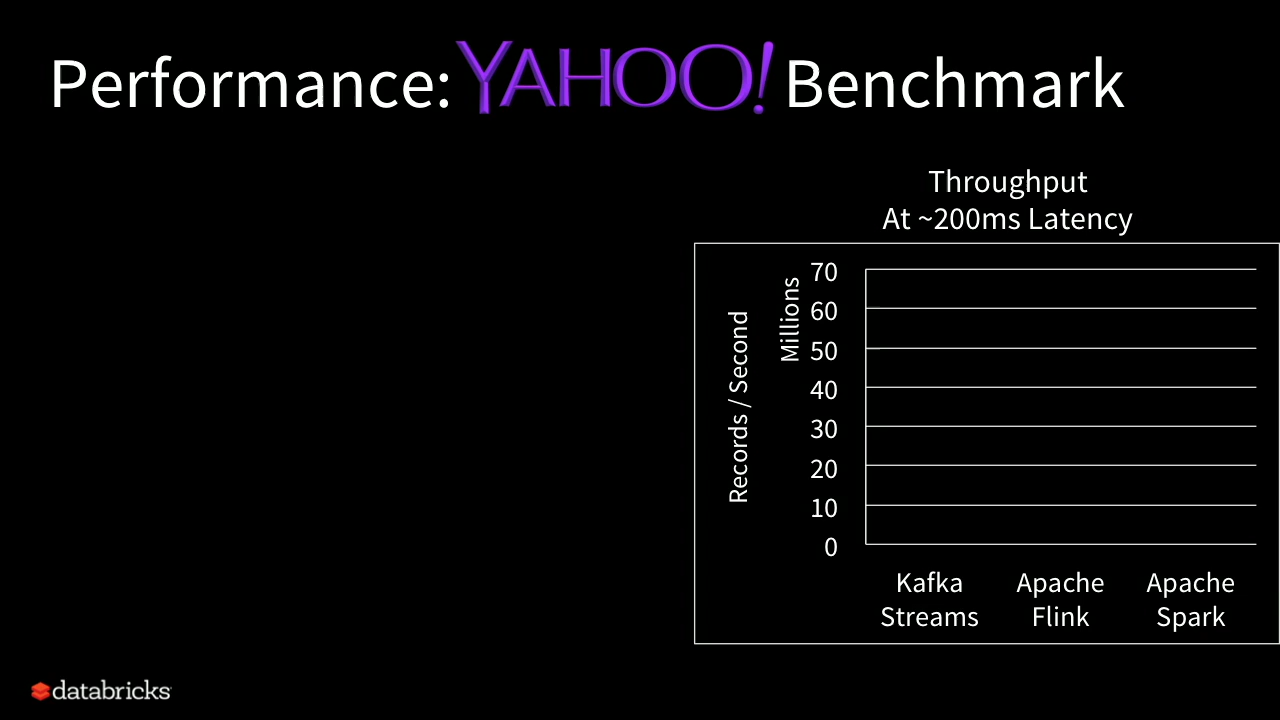 Performance: YAHOO! Benchmark
Throughput
At ~200ms Latency
Records / Second
Millions
70
60
50
40
30
20
10
0
Kafka
Streams
Apache
Flink
Apache
Spark
databricks